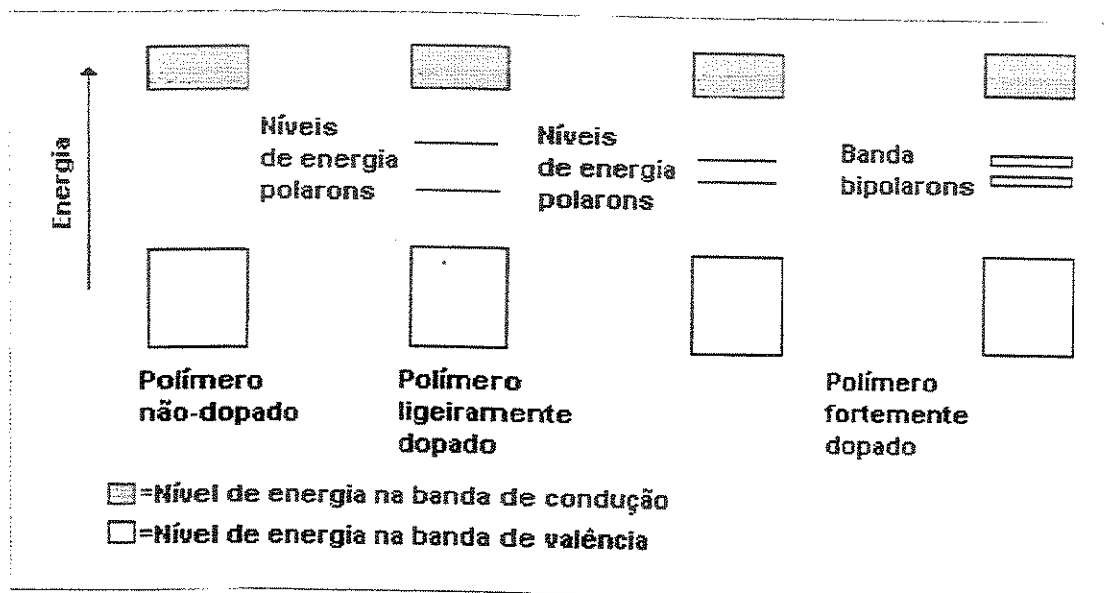 Energia
Níveis
de energia
polarons
Níveis
de energia
polarons
Banda
bipolarons
Polímero
não-dopado
Polímero
ligeiramente
dopado
Polímero
fortemente
dopado
=Nível de energia na banda de condução
=Nível de energia na banda de valência